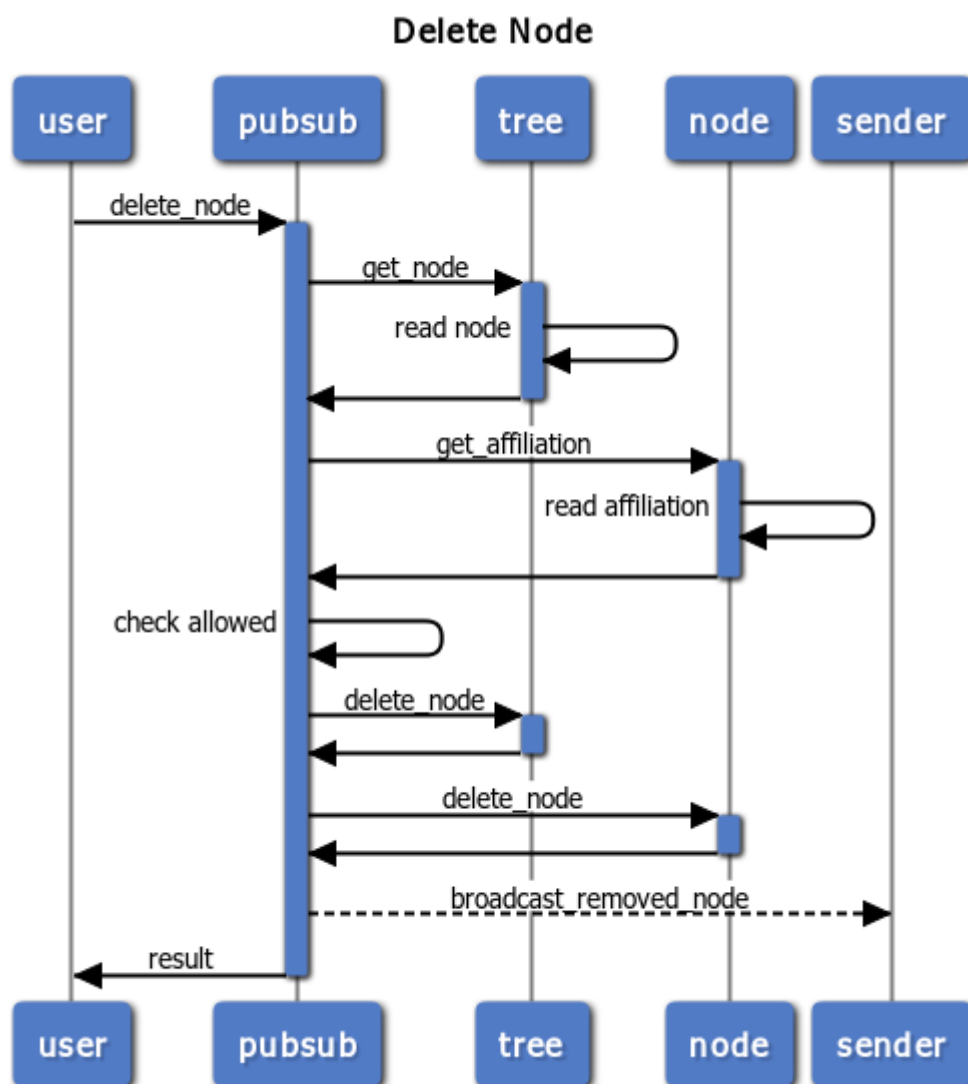 Delete Node
user pubsub tree node sender
delete_node
get_node
read node
get_affiliation
read affiliation
check allowed
delete_node
delete_node
broadcast_removed_node
result
user pubsub tree node sender